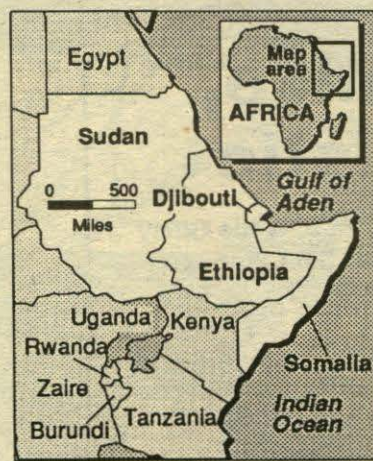 Egypt
Map
area
AFRICA
Sudan
0 500
Miles
Djibouti
Gulf of
Aden
Ethiopia
Uganda
Kenya
Rwanda
Somalia
Zaire
Burundi
Tanzania
Indian
Ocean